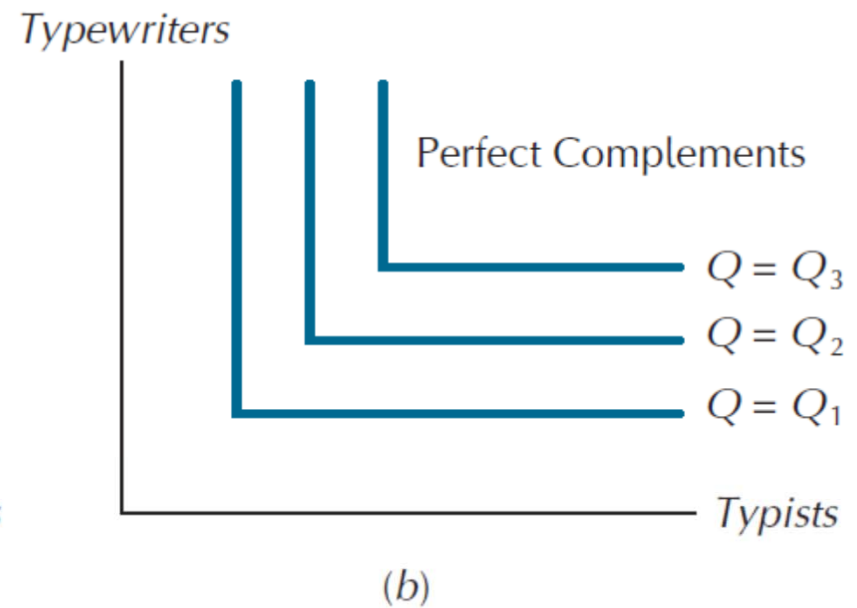 Typewriters
Perfect Complements
Q = Q₃
Q = Q₂
Q = Q₁
Typists
(b)